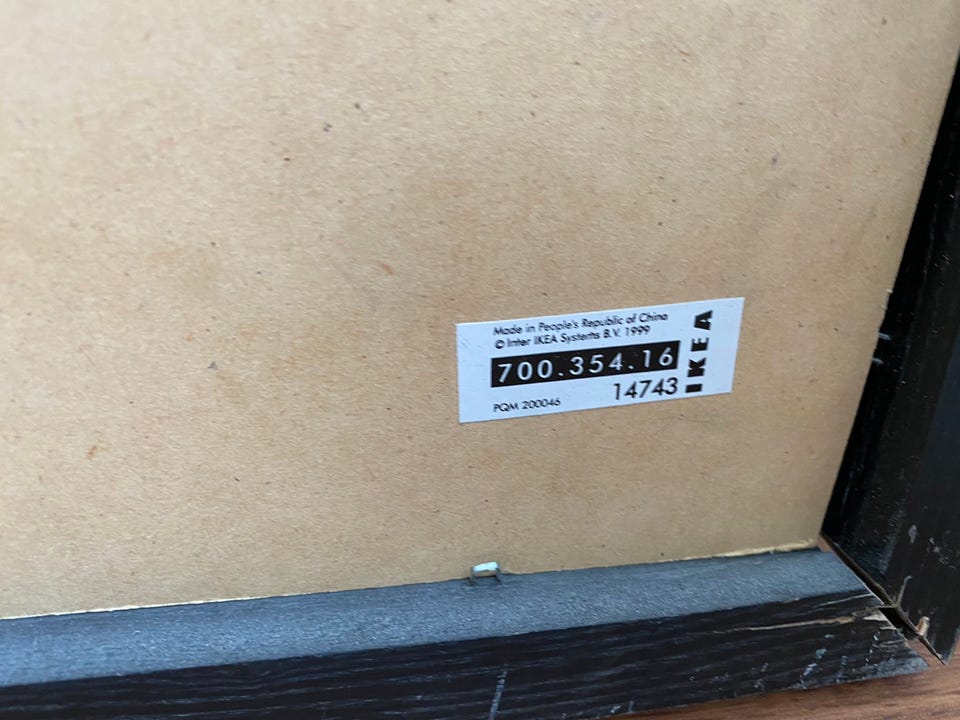 Made in People's Republic of China
© Inter IKEA Systems B.V. 1999
700.354.16
14743
PQM 200046
IKEA